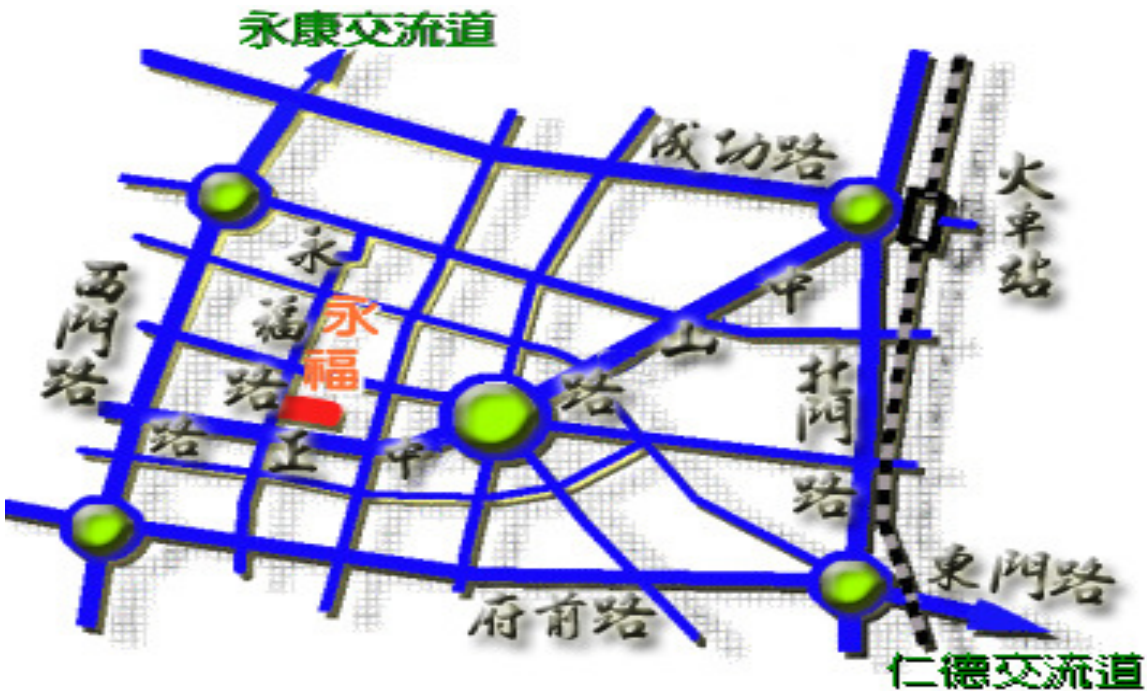 永康交流道
成功路
火車站
永福路
永福
西門路
中山路
北門路
中正路
東門路
府前路
仁德交流道